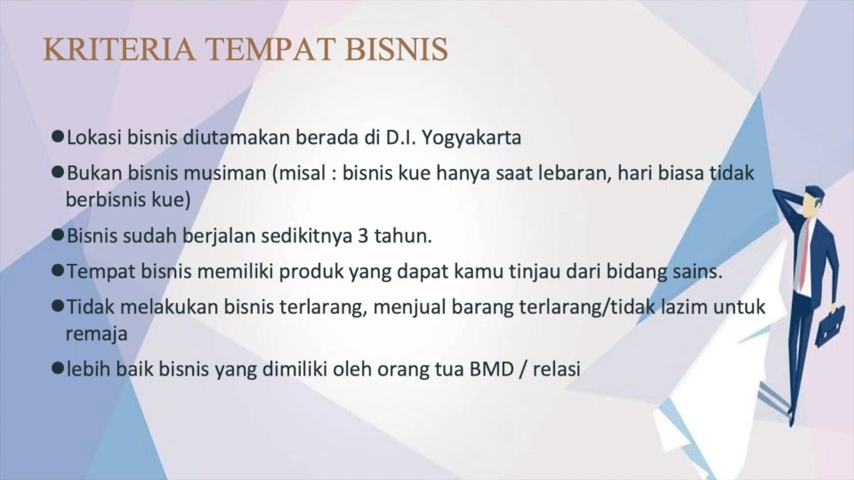 KRITERIA TEMPAT BISNIS
●Lokasi bisnis diutamakan berada di D.I. Yogyakarta
●Bukan bisnis musiman (misal : bisnis kue hanya saat lebaran, hari biasa tidak
berbisnis kue)
●Bisnis sudah berjalan sedikitnya 3 tahun.
●Tempat bisnis memiliki produk yang dapat kamu tinjau dari bidang sains.
●Tidak melakukan bisnis terlarang, menjual barang terlarang/tidak lazim untuk
remaja
●lebih baik bisnis yang dimiliki oleh orang tua BMD / relasi